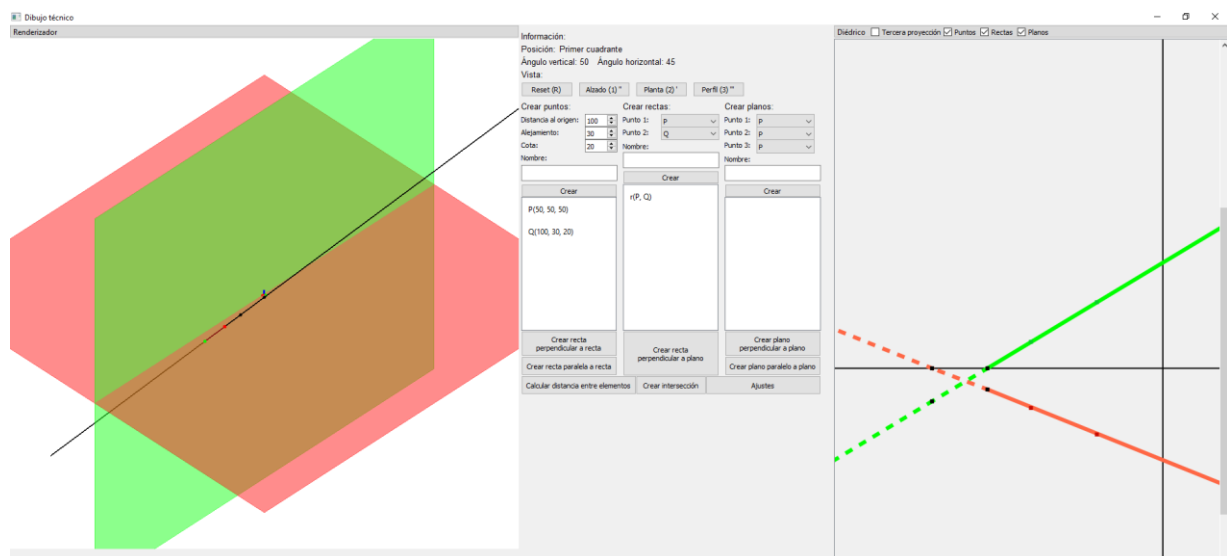 Dibujo técnico
Renderizador
Información:
Posición: Primer cuadrante
Ángulo vertical: 50 Ángulo horizontal: 45
Vista:
Reset (R) Alzado (1) " Planta (2) ' Perfil (3) '"
Crear puntos: Crear rectas: Crear planos:
Distancia al origen: 100 Punto 1: P Punto 1: P
Alejamiento: 30 Punto 2: Q Punto 2: P
Cota: 20 Nombre: Punto 3: P
Nombre: Nombre:
Crear Crear Crear
P(50, 50, 50) r(P, Q)
Q(100, 30, 20)
Crear recta perpendicular a recta
Crear recta perpendicular a plano
Crear plano perpendicular a plano
Crear recta paralela a recta Crear plano paralelo a plano
Calcular distancia entre elementos Crear intersección Ajustes
Diédrico Tercera proyección Puntos Rectas Planos